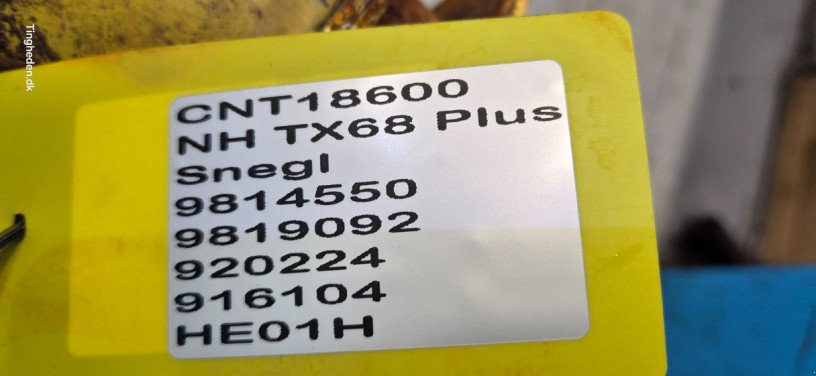 Tingheden.dk
CNT18600
NH TX68 Plus
Snegl
9814550
9819092
920224
916104
HE01H